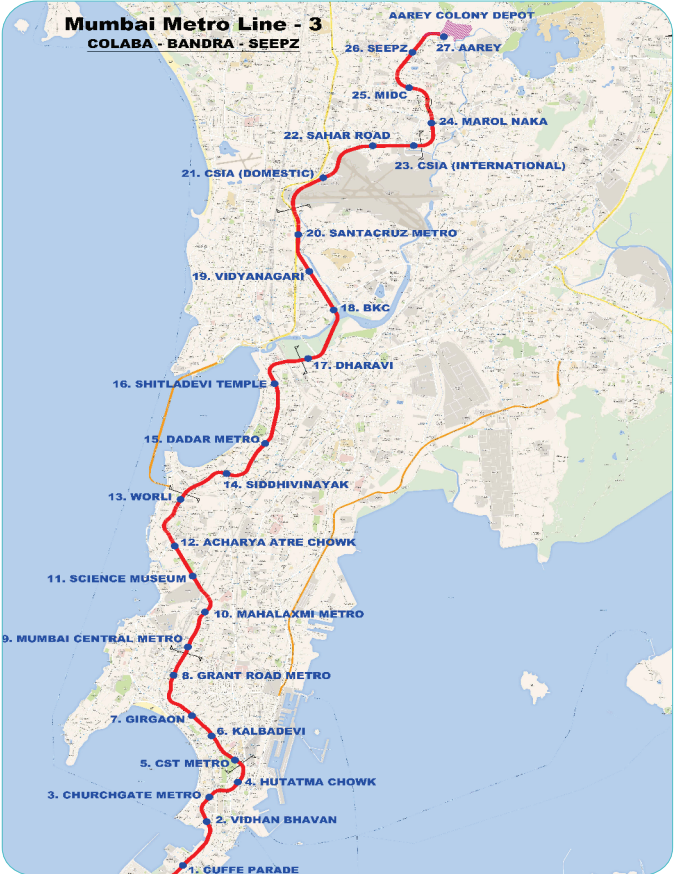 Mumbai Metro Line - 3
COLABA - BANDRA - SEEPZ
AAREY COLONY DEPOT
26. SEEPZ
27. AAREY
25. MIDC
24. MAROL NAKA
22. SAHAR ROAD
23. CSIA (INTERNATIONAL)
21. CSIA (DOMESTIC)
20. SANTACRUZ METRO
19. VIDYANAGARI
18. BKC
17. DHARAVI
16. SHITLADEVI TEMPLE
15. DADAR METRO
14. SIDDHIVINAYAK
13. WORLI
12. ACHARYA ATRE CHOWK
11. SCIENCE MUSEUM
10. MAHALAXMI METRO
9. MUMBAI CENTRAL METRO
8. GRANT ROAD METRO
7. GIRGAON
6. KALBADEVI
5. CST METRO
4. HUTATMA CHOWK
3. CHURCHGATE METRO
2. VIDHAN BHAVAN
1. CUFFE PARADE